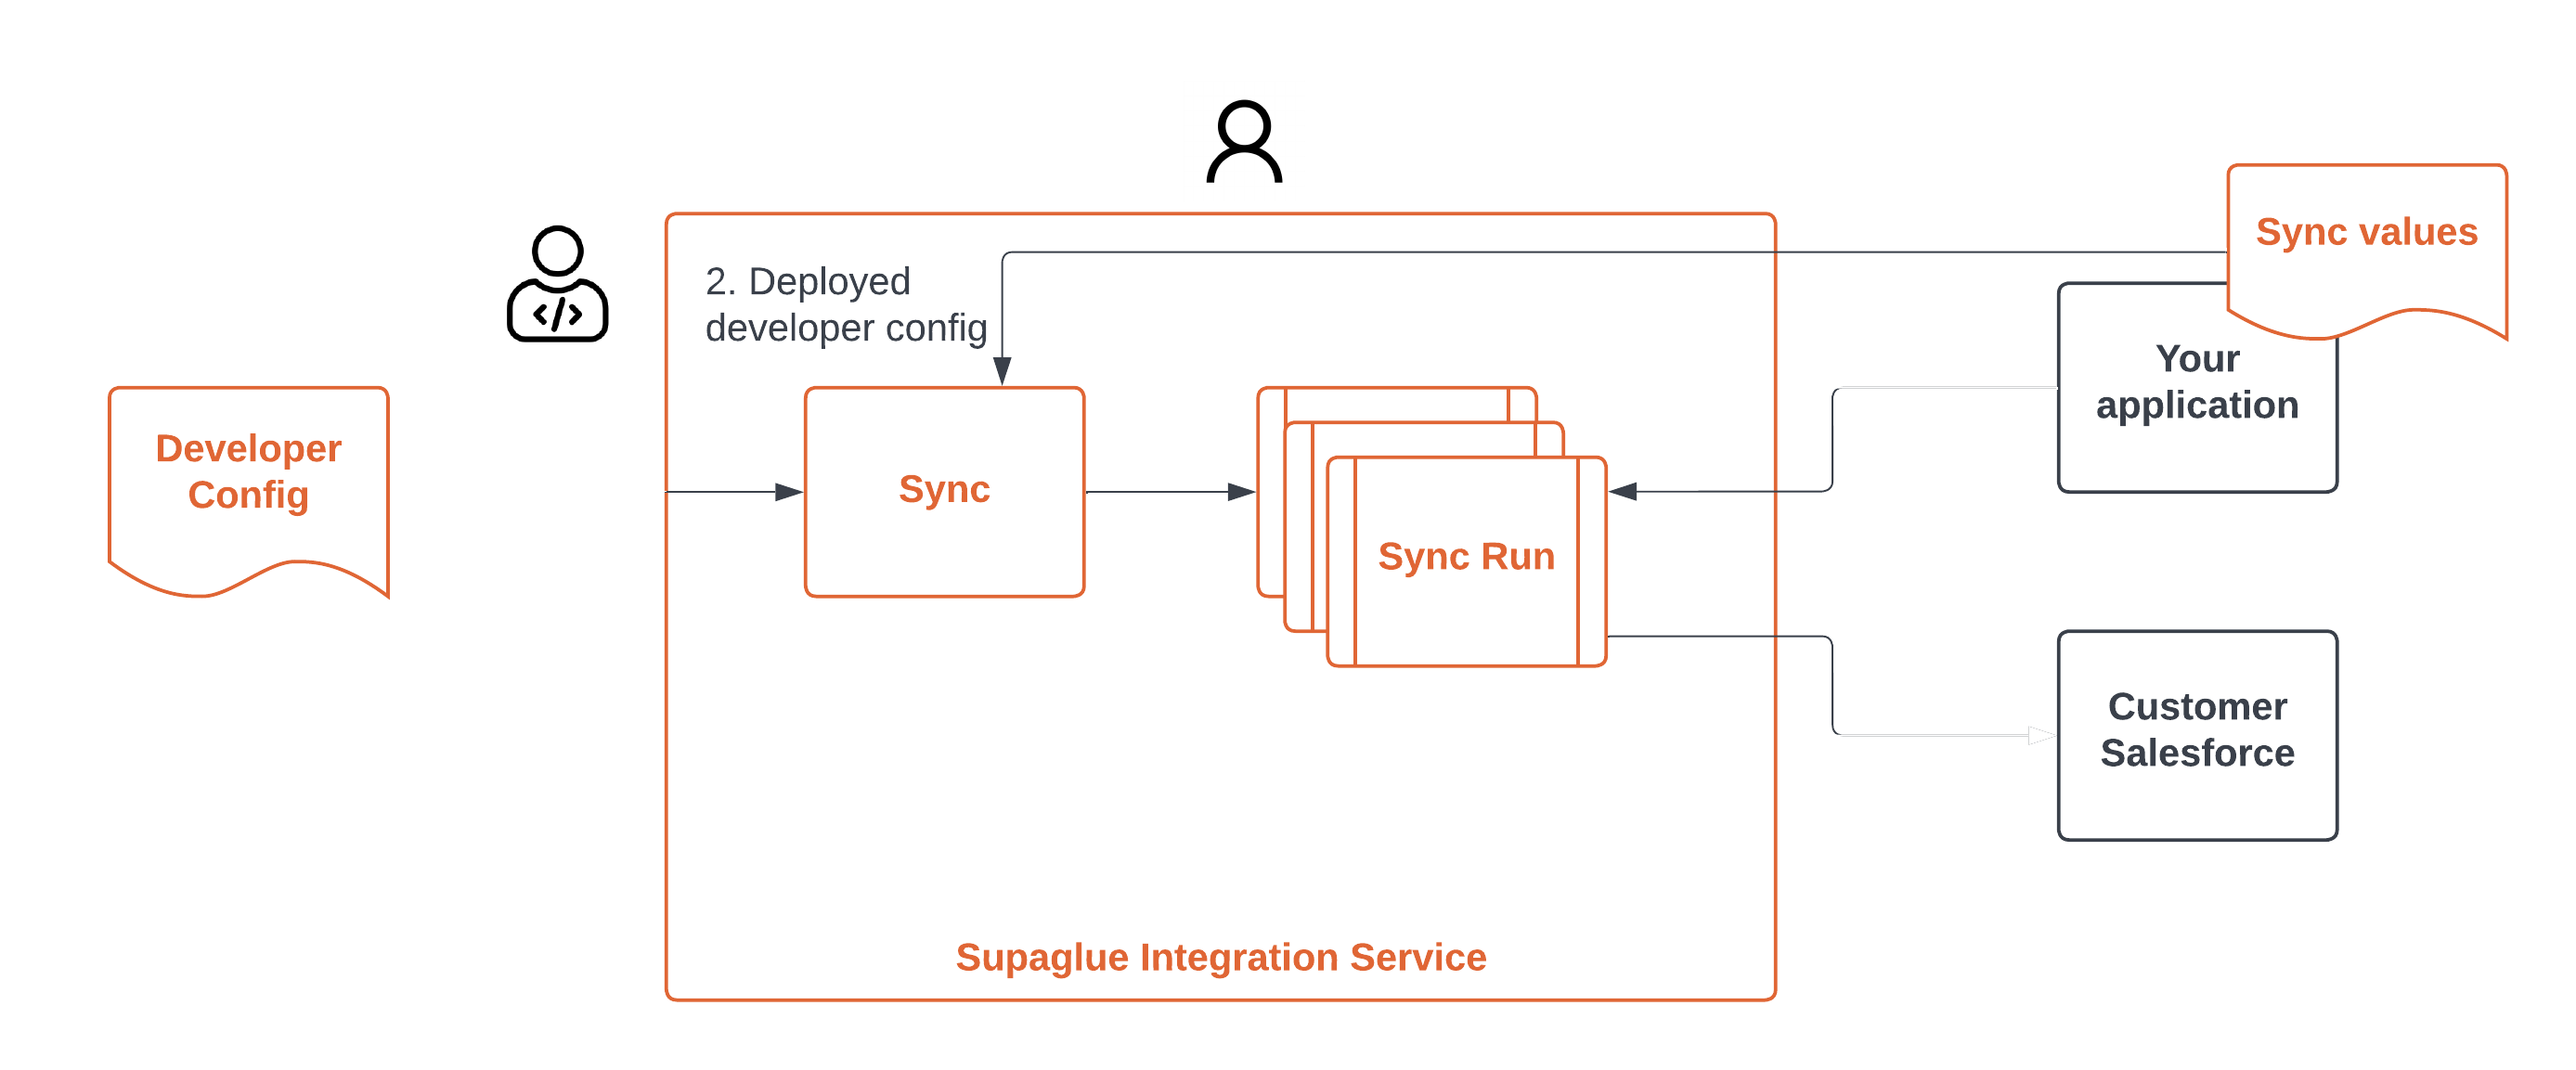 Sync values
2. Deployed
developer config
Your
application
Developer
Config
Sync
Sync Run
Customer
Salesforce
Supaglue Integration Service